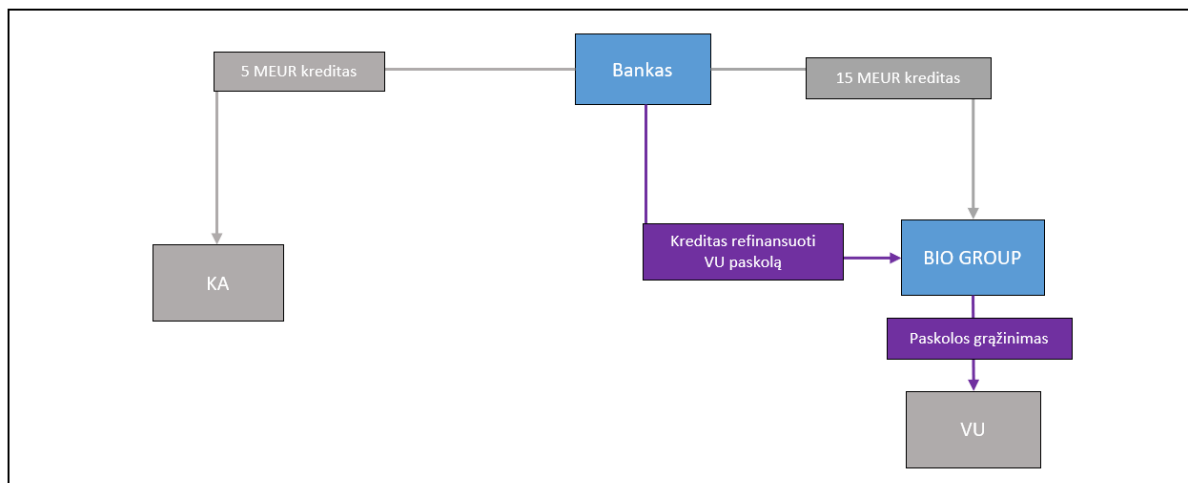 5 MEUR kreditas
Bankas
15 MEUR kreditas
Kreditas refinansuoti
VU paskolą
KA
BIO GROUP
Paskolos grąžinimas
VU